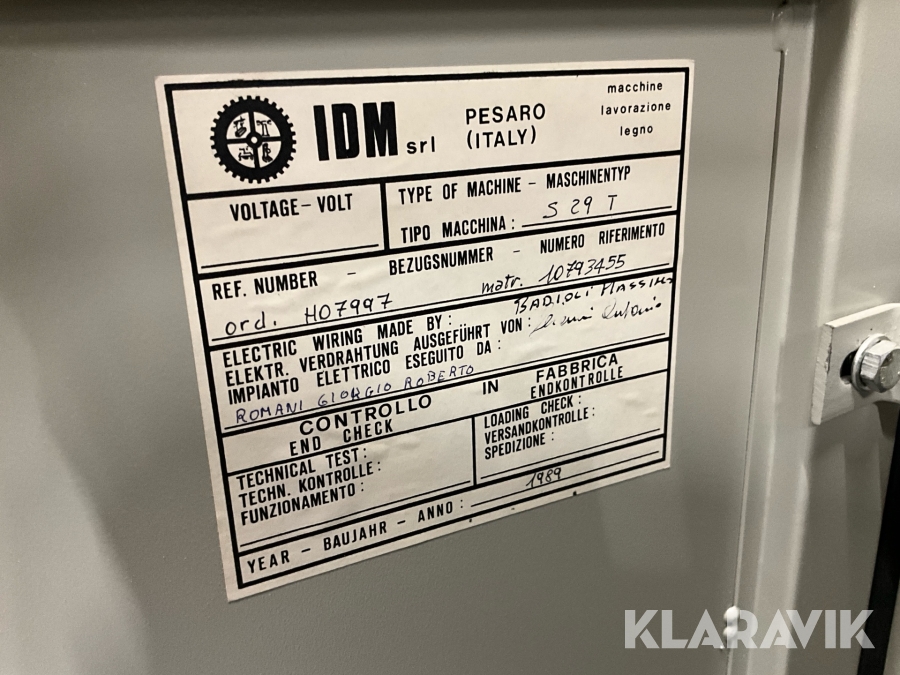 IDM srl
PESARO
(ITALY)
macchine
lavorazione
legno
VOLTAGE-VOLT
TYPE OF MACHINE - MASCHINENTYP
TIPO MACCHINA : S 29 T
REF. NUMBER - BEZUGSNUMMER - NUMERO RIFERIMENTO
ord. H07997 matr. 10793455
ELECTRIC WIRING MADE BY :
ELEKTR. VERDRAHTUNG AUSGEFÜHRT VON :
IMPIANTO ELETTRICO ESEGUITO DA :
ROMANI GIORGIO ROBERTO
CONTROLLO IN FABBRICA
END CHECK ENDKONTROLLE
TECHNICAL TEST :
TECHN. KONTROLLE :
FUNZIONAMENTO :
LOADING CHECK :
VERSANDKONTROLLE :
SPEDIZIONE :
YEAR - BAUJAHR - ANNO : 1989
KLARAVIK